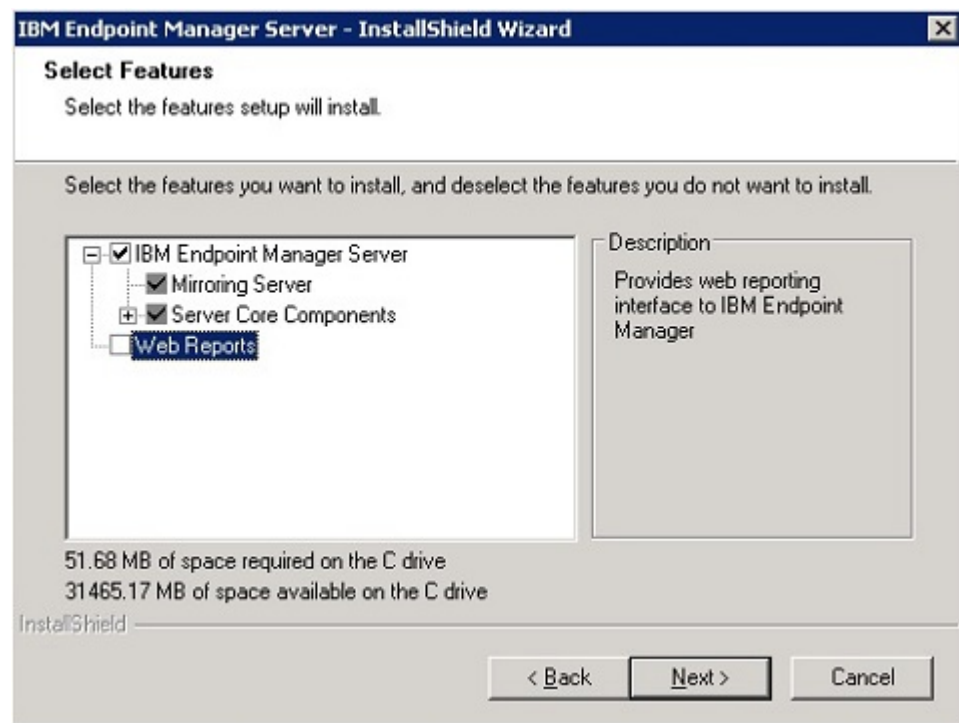 IBM Endpoint Manager Server - InstallShield Wizard
Select Features
Select the features setup will install.
Select the features you want to install, and deselect the features you do not want to install.
IBM Endpoint Manager Server
Mirroring Server
Server Core Components
Web Reports
Description
Provides web reporting
interface to IBM Endpoint
Manager
51.68 MB of space required on the C drive
31465.17 MB of space available on the C drive
InstallShield
< Back
Next >
Cancel